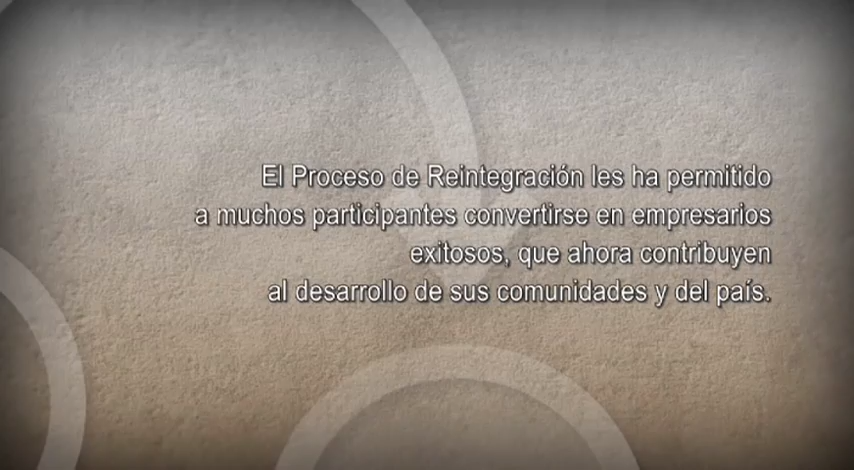 El Proceso de Reintegración les ha permitido
a muchos participantes convertirse en empresarios
exitosos, que ahora contribuyen
al desarrollo de sus comunidades y del país.